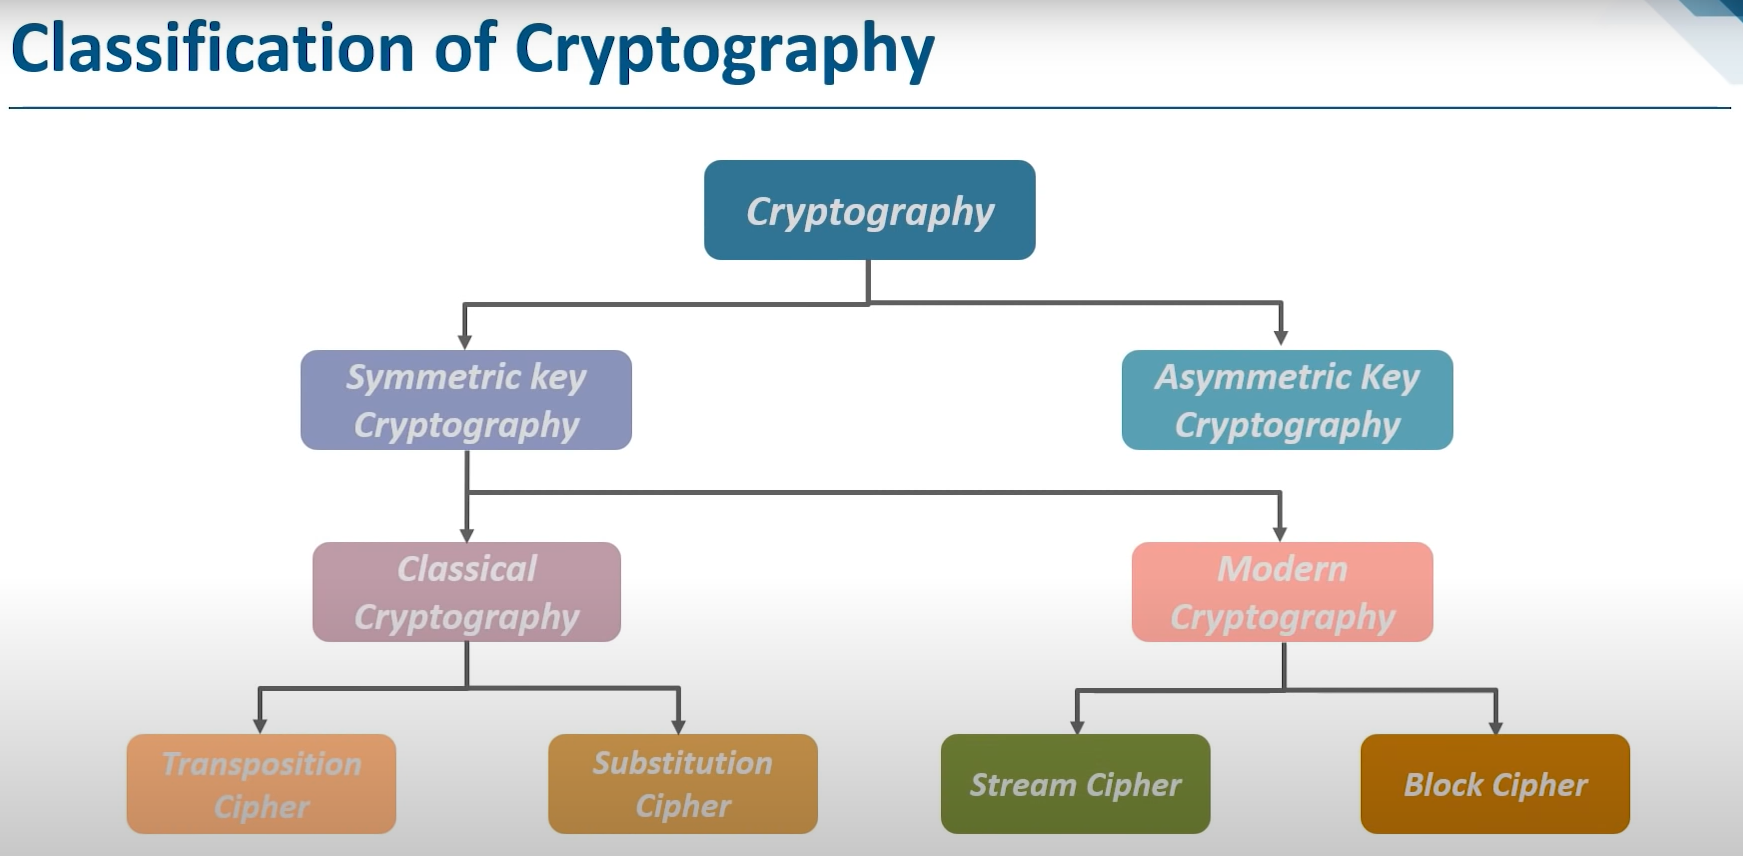 Classification of Cryptography
Cryptography
Symmetric key
Cryptography
Asymmetric Key
Cryptography
Classical
Cryptography
Modern
Cryptography
Transposition
Cipher
Substitution
Cipher
Stream Cipher
Block Cipher